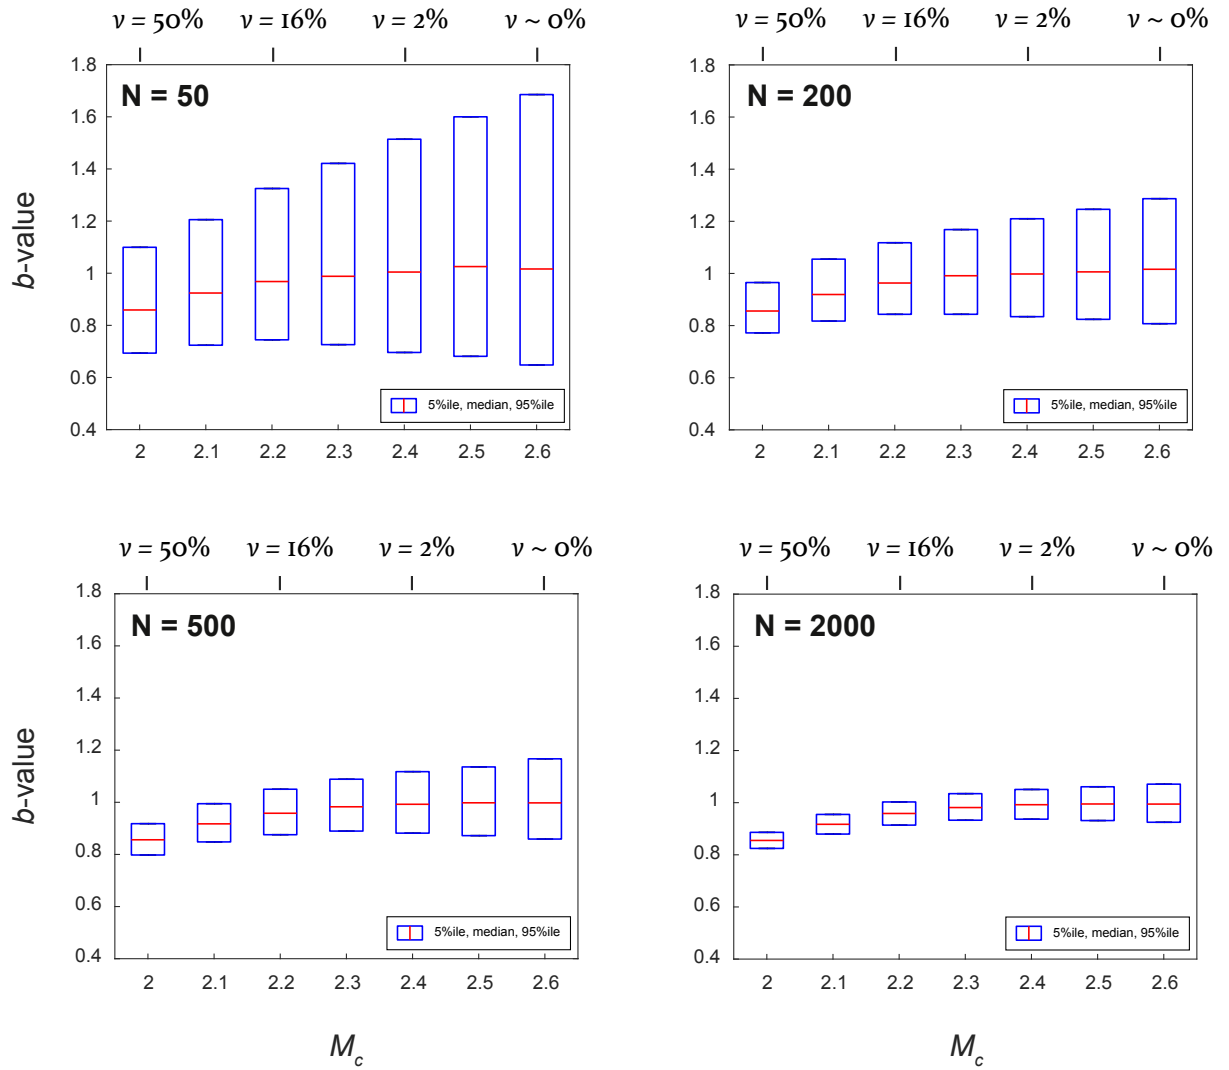 ν = 50% ν = 16% ν = 2% ν ~ 0%
1.8
N = 50
1.6
1.4
1.2
b-value
1
0.8
0.6
5%ile, median, 95%ile
0.4
2 2.1 2.2 2.3 2.4 2.5 2.6
ν = 50% ν = 16% ν = 2% ν ~ 0%
1.8
N = 200
1.6
1.4
1.2
1
0.8
0.6
5%ile, median, 95%ile
0.4
2 2.1 2.2 2.3 2.4 2.5 2.6
ν = 50% ν = 16% ν = 2% ν ~ 0%
1.8
N = 500
1.6
1.4
1.2
b-value
1
0.8
0.6
5%ile, median, 95%ile
0.4
2 2.1 2.2 2.3 2.4 2.5 2.6
Mc
ν = 50% ν = 16% ν = 2% ν ~ 0%
1.8
N = 2000
1.6
1.4
1.2
1
0.8
0.6
5%ile, median, 95%ile
0.4
2 2.1 2.2 2.3 2.4 2.5 2.6
Mc